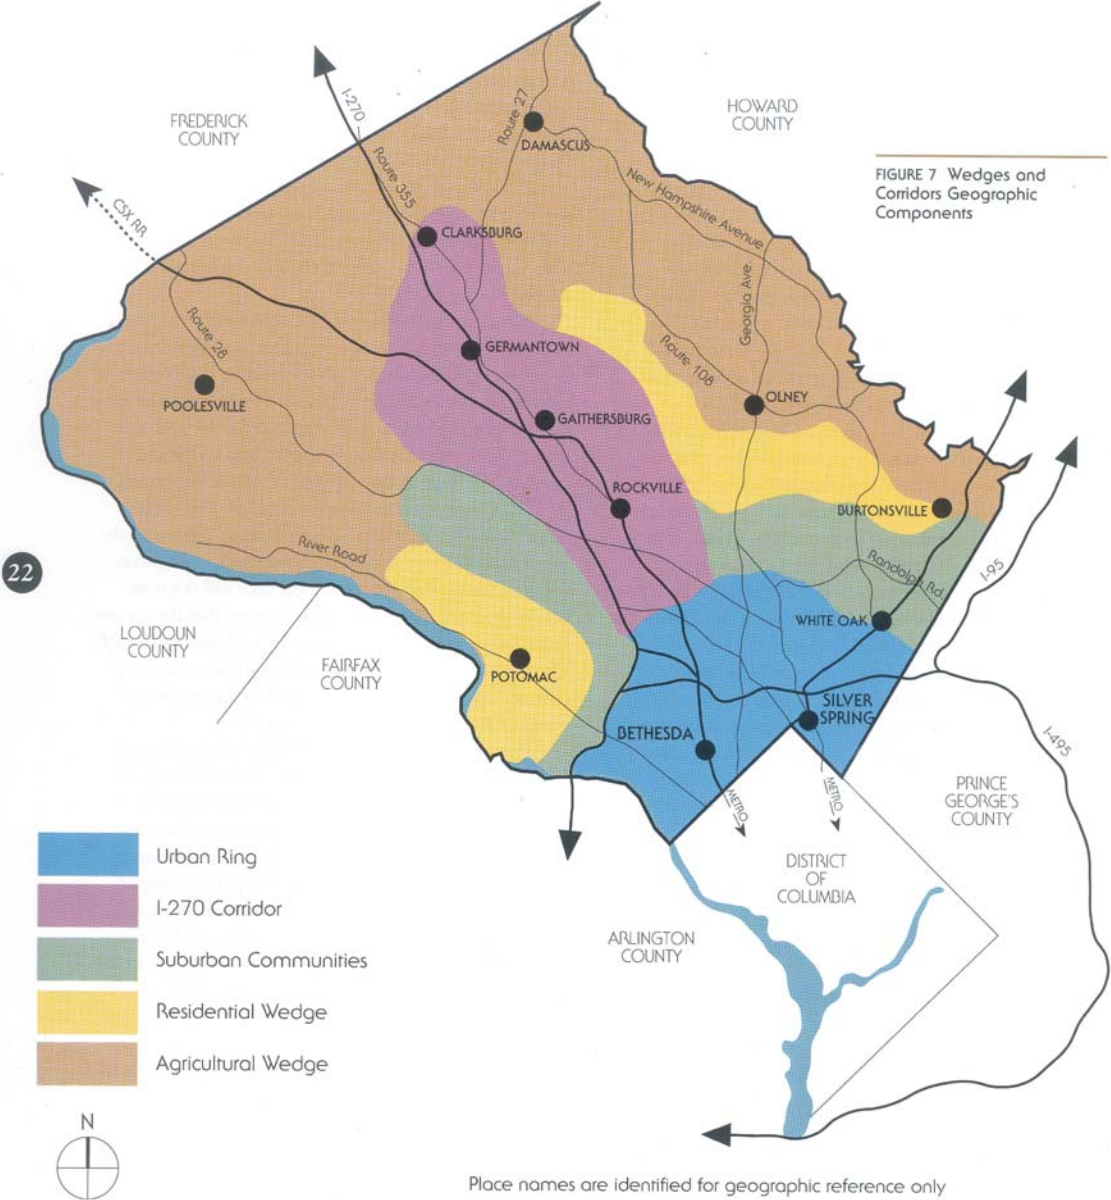 FREDERICK
COUNTY
HOWARD
COUNTY
I-270
Route 27
DAMASCUS
FIGURE 7 Wedges and
Corridors Geographic
Components
Route 355
New Hampshire Avenue
CSX RR
CLARKSBURG
Georgia Ave.
Route 28
GERMANTOWN
Route 108
POOLESVILLE
OLNEY
GAITHERSBURG
ROCKVILLE
BURTONSVILLE
River Road
22
Randolph Rd.
I-95
LOUDOUN
COUNTY
WHITE OAK
FAIRFAX
COUNTY
POTOMAC
SILVER
SPRING
BETHESDA
I-495
METRO
METRO
PRINCE
GEORGE'S
COUNTY
DISTRICT
OF
COLUMBIA
ARLINGTON
COUNTY
Urban Ring
I-270 Corridor
Suburban Communities
Residential Wedge
Agricultural Wedge
N
Place names are identified for geographic reference only